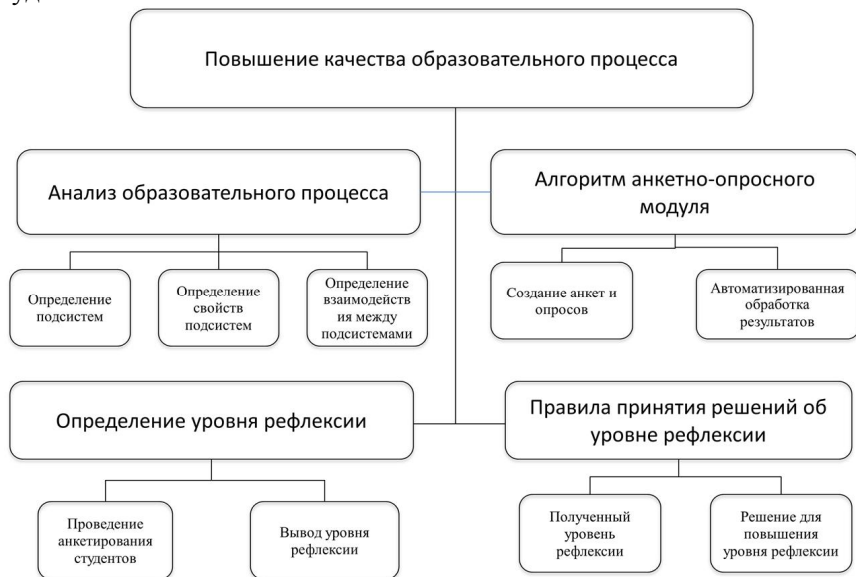 Повышение качества образовательного процесса
Анализ образовательного процесса
Алгоритм анкетно-опросного
модуля
Определение
подсистем
Определение
свойств
подсистем
Определение
взаимодейств
ия между
подсистемами
Создание анкет и
опросов
Автоматизированная
обработка
результатов
Определение уровня рефлексии
Правила принятия решений об
уровне рефлексии
Проведение
анкетирования
студентов
Вывод уровня
рефлексии
Полученный
уровень
рефлексии
Решение для
повышения
уровня рефлексии